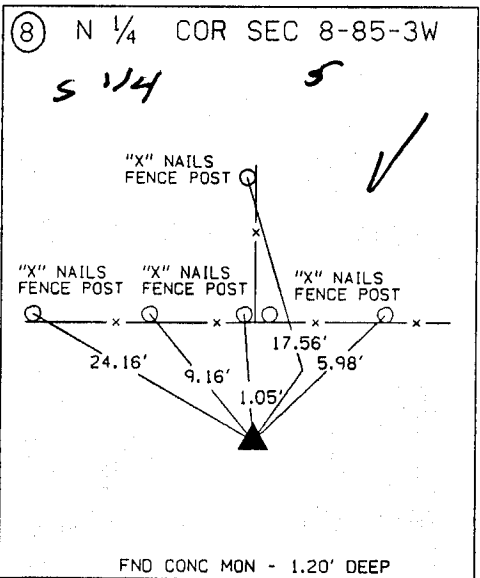 8 N 1/4 COR SEC 8-85-3W
S 1/4 5
"X" NAILS
FENCE POST
"X" NAILS
FENCE POST
"X" NAILS
FENCE POST
"X" NAILS
FENCE POST
24.16'
9.16'
1.05'
17.56'
5.98'
FND CONC MON - 1.20' DEEP